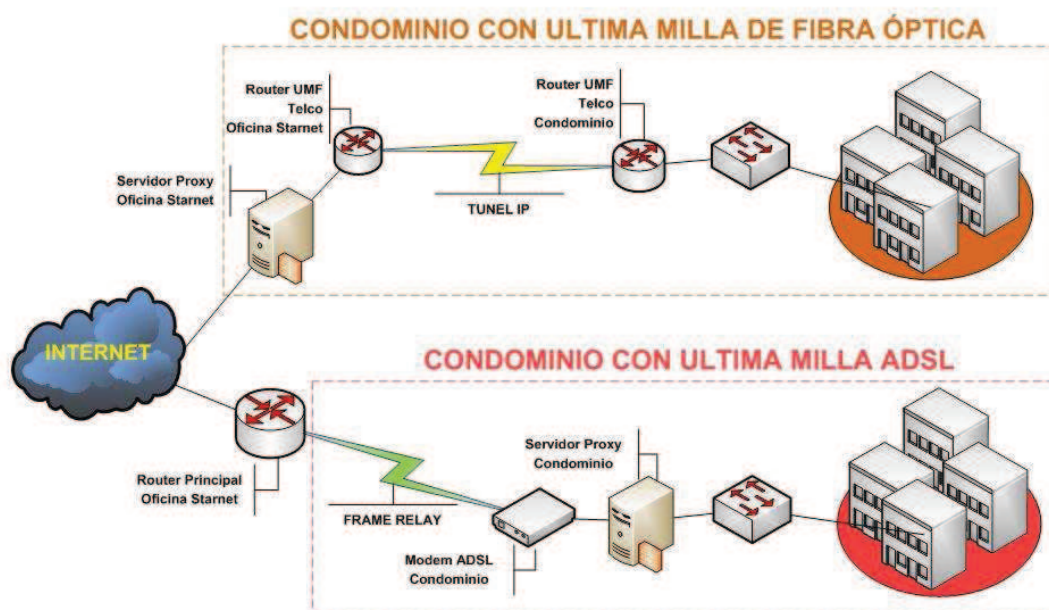 CONDOMINIO CON ULTIMA MILLA DE FIBRA ÓPTICA
Router UMF
Telco
Oficina Starnet
Router UMF
Telco
Condominio
Servidor Proxy
Oficina Starnet
TUNEL IP
INTERNET
CONDOMINIO CON ULTIMA MILLA ADSL
Router Principal
Oficina Starnet
FRAME RELAY
Servidor Proxy
Condominio
Modem ADSL
Condominio